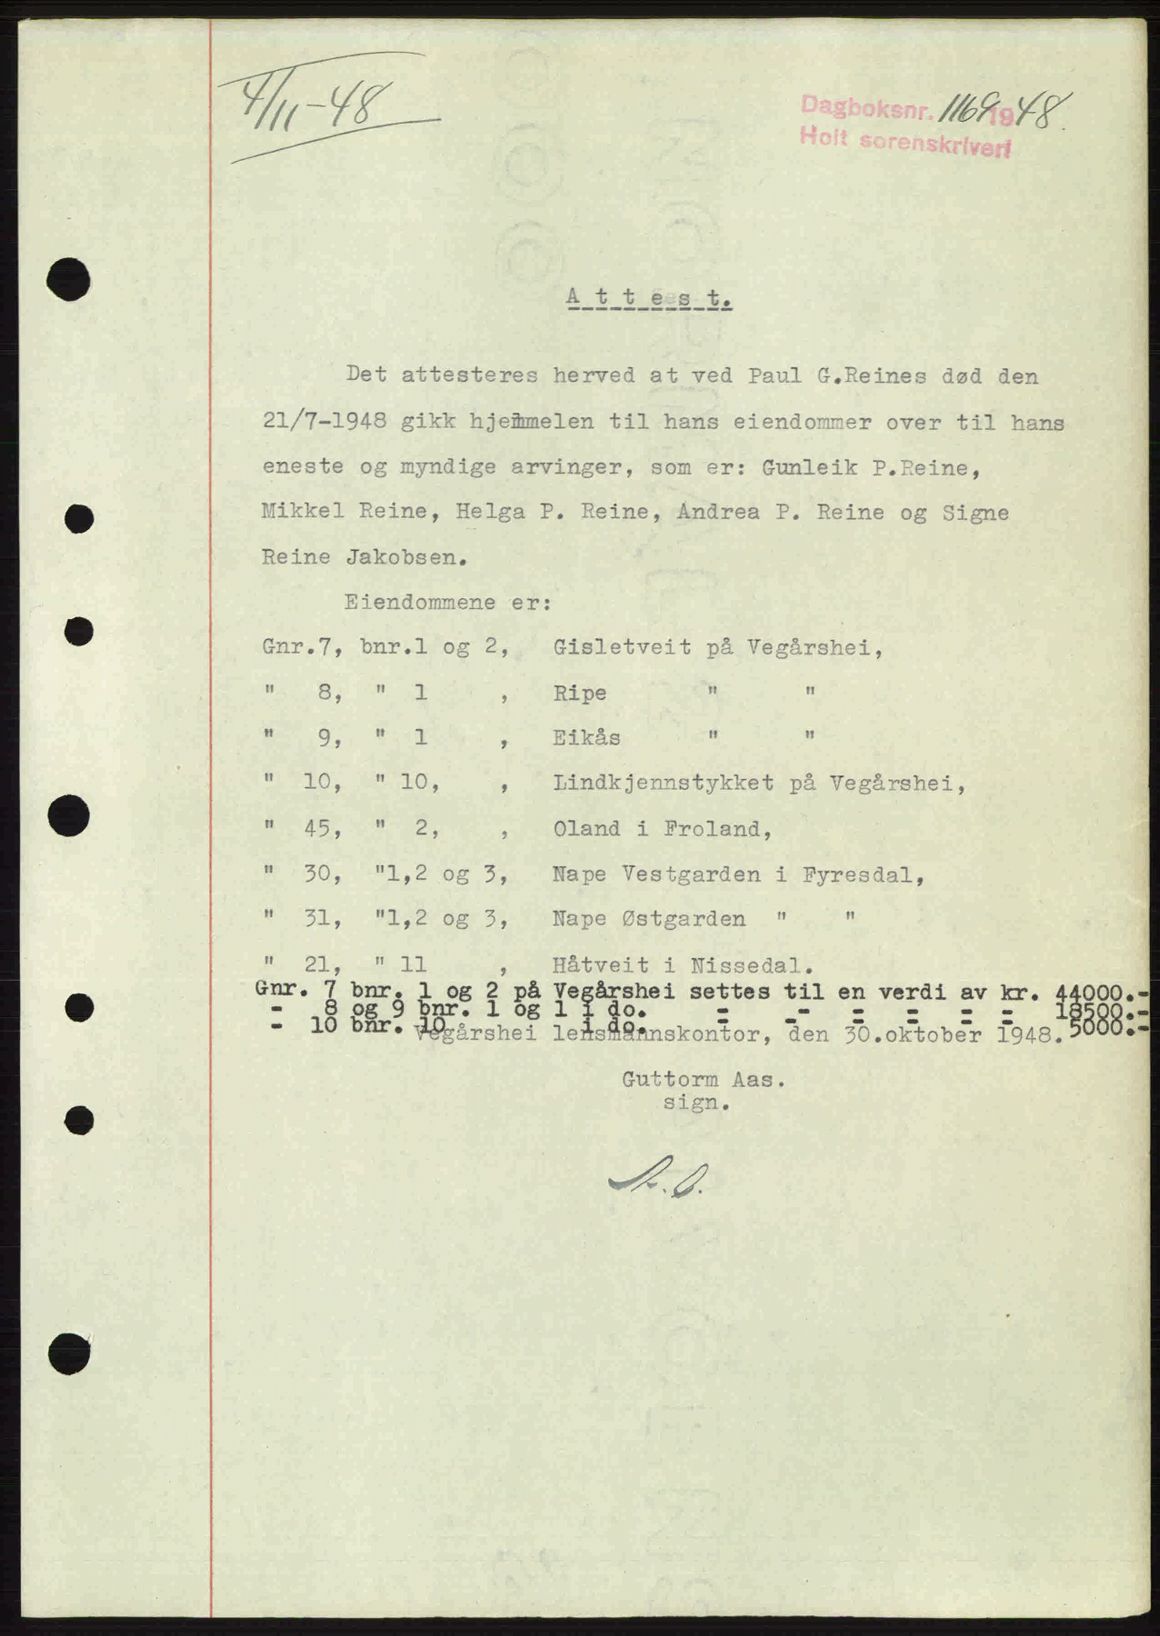 4/11-48
Dagboksnr. 1169 1948.
Holt sorenskriveri
Attest.
Det attesteres herved at ved Paul G.Reines død den
21/7-1948 gikk hjemmelen til hans eiendommer over til hans
eneste og myndige arvinger, som er: Gunleik P.Reine,
Mikkel Reine, Helga P. Reine, Andrea P. Reine og Signe
Reine Jakobsen.
Eiendommene er:
Gnr.7, bnr.1 og 2, Gisletveit på Vegårshei,
" 8, " 1 , Ripe " "
" 9, " 1 , Eikås " "
" 10, " 10, , Lindkjennstykket på Vegårshei,
" 45, " 2, , Oland i Froland,
" 30, "1,2 og 3, Nape Vestgarden i Fyresdal,
" 31, "1,2 og 3, Nape Østgarden " "
" 21, " 11 , Håtveit i Nissedal.
Gnr. 7 bnr. 1 og 2 på Vegårshei settes til en verdi av kr. 44000.-
- 8 og 9 bnr. 1 og 1 i do. - -- - - - - 18500.-
- 10 bnr. 10 i do. - - - - - - 5000.-
Vegårshei lensmannskontor, den 30.oktober 1948.
Guttorm Aas.
sign.